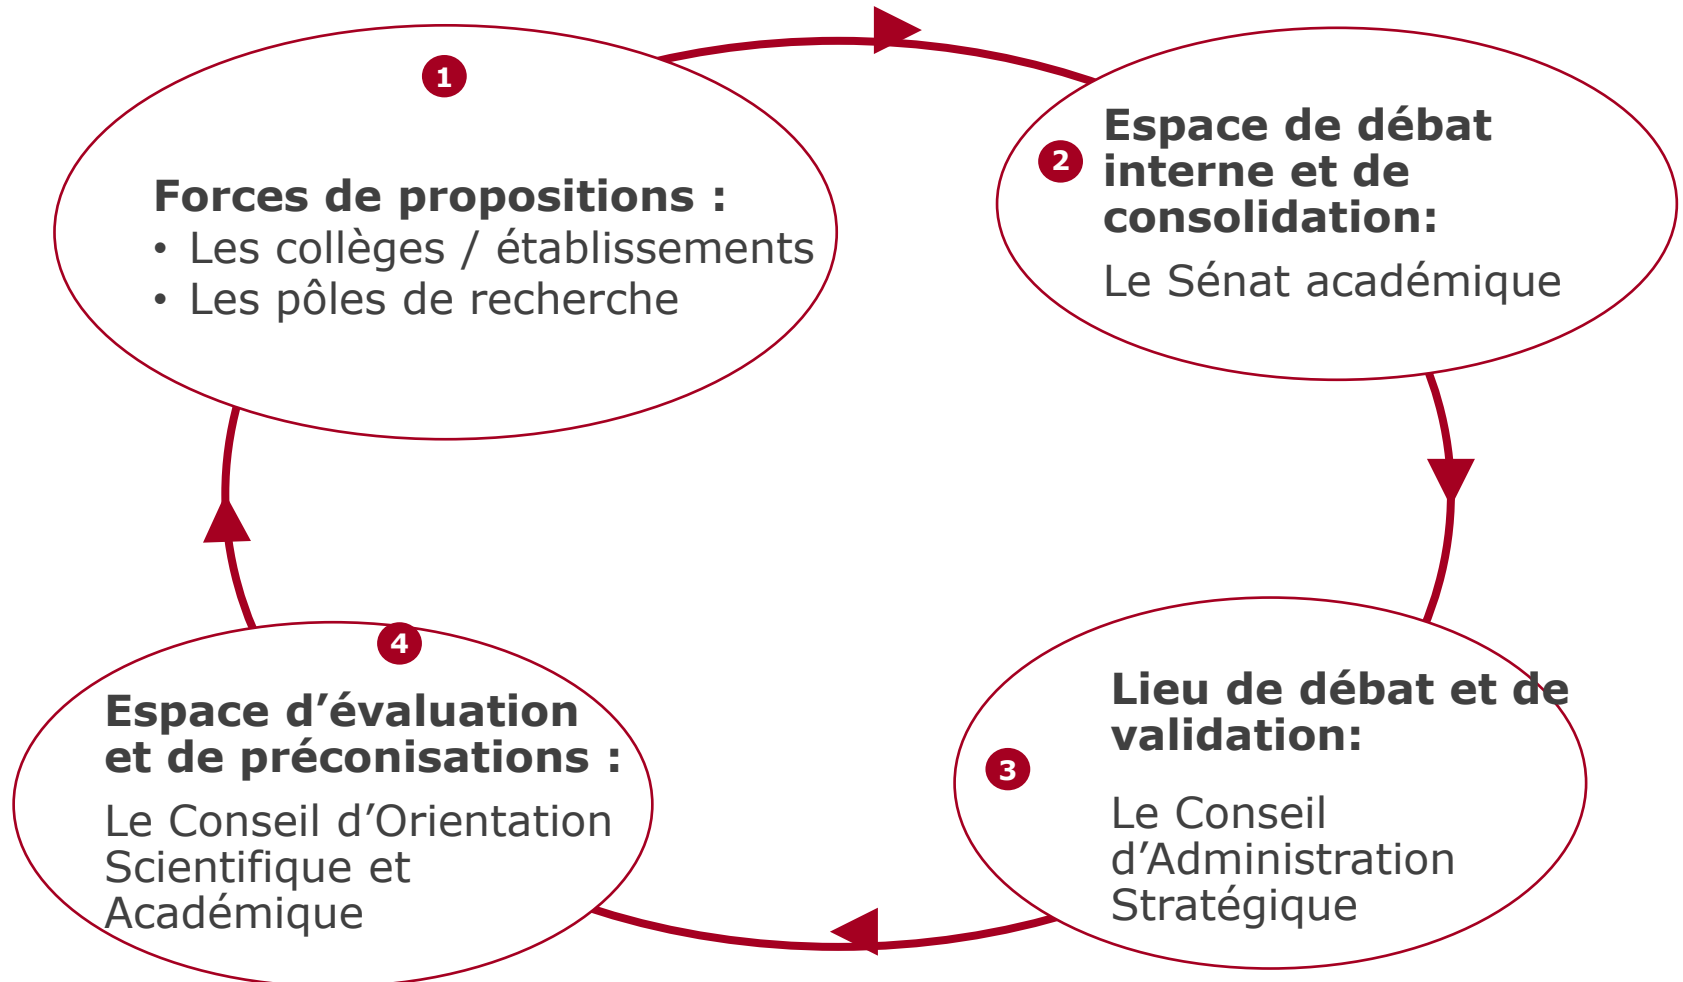 1
Forces de propositions :
• Les collèges / établissements
• Les pôles de recherche
2
Espace de débat
interne et de
consolidation:
Le Sénat académique
3
Lieu de débat et de
validation:
Le Conseil
d’Administration
Stratégique
4
Espace d’évaluation
et de préconisations :
Le Conseil d’Orientation
Scientifique et
Académique